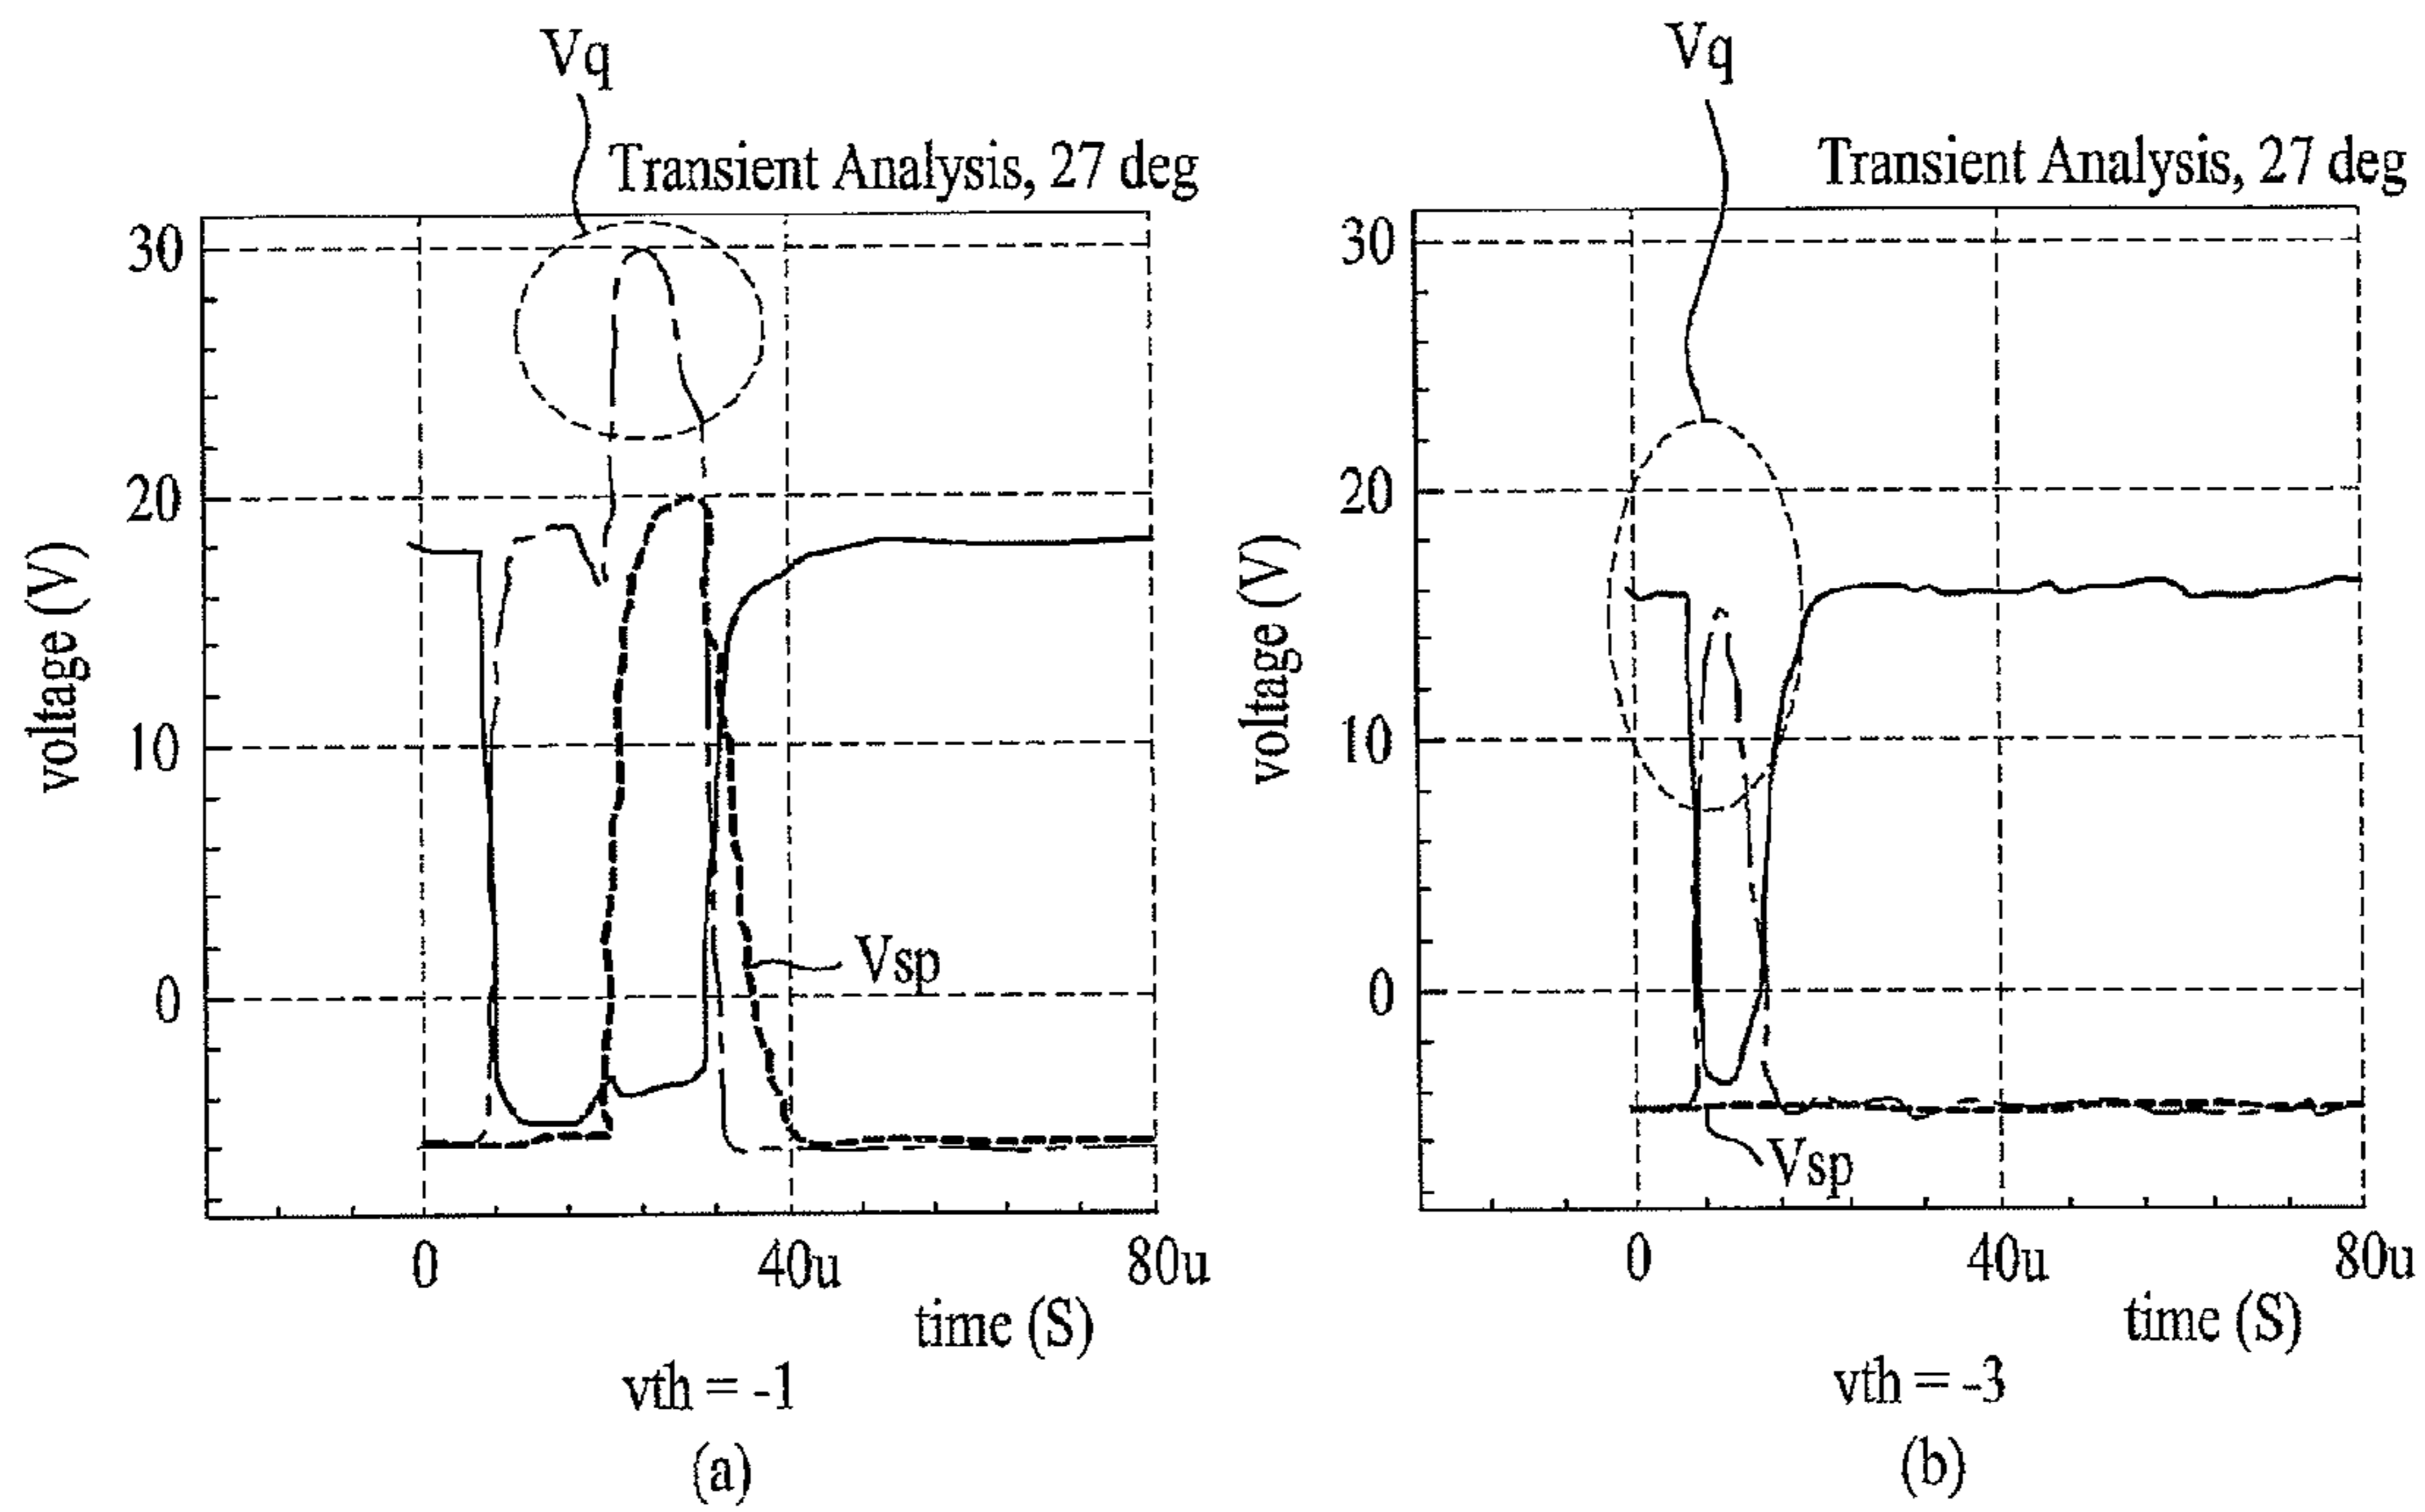 Vq
Transient Analysis, 27 deg
30
20
10
0
voltage (V)
Vsp
0
40u
80u
time (S)
vth = -1
(a)
Vq
Transient Analysis, 27 deg
30
20
10
0
voltage (V)
Vsp
0
40u
80u
time (S)
vth = -3
(b)